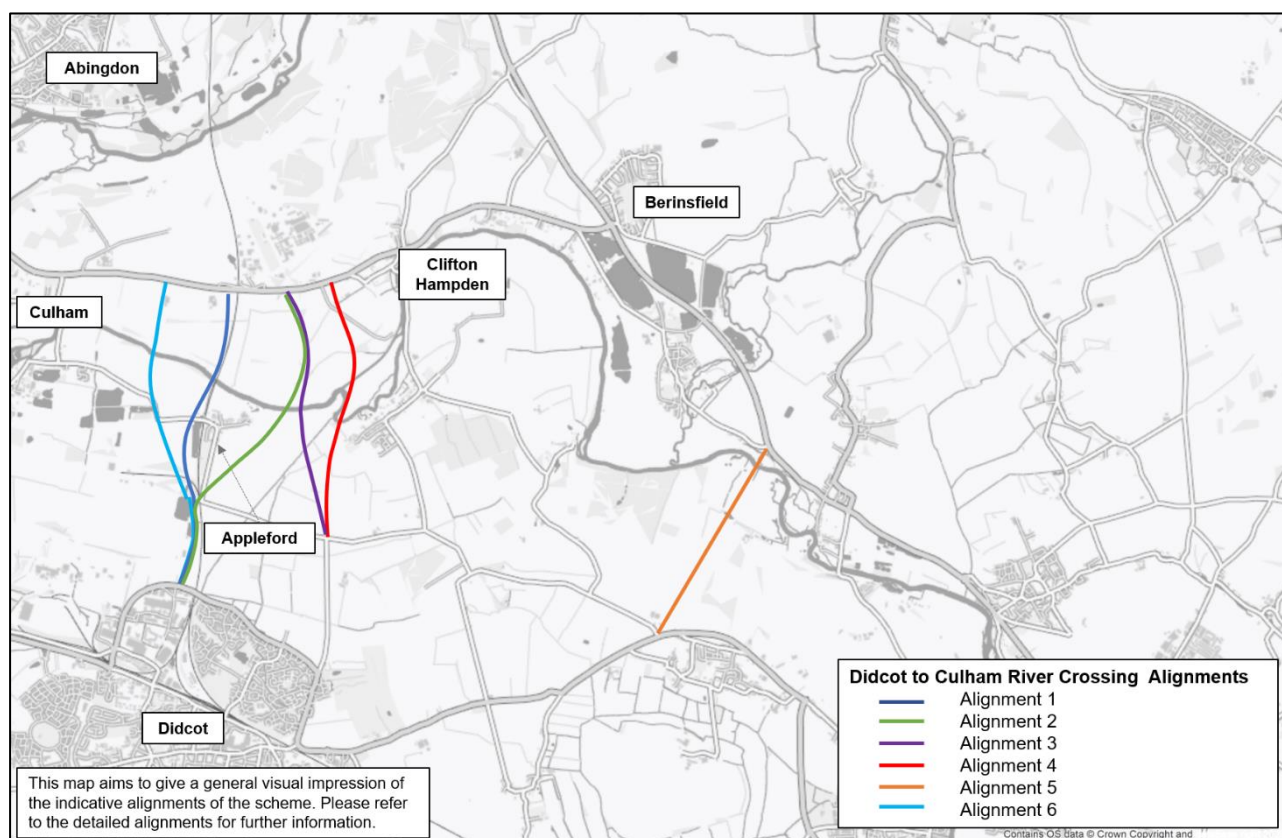 Abingdon
Berinsfield
Clifton
Hampden
Culham
Appleford
Didcot
Didcot to Culham River Crossing Alignments
Alignment 1
Alignment 2
Alignment 3
Alignment 4
Alignment 5
Alignment 6
This map aims to give a general visual impression of
the indicative alignments of the scheme. Please refer
to the detailed alignments for further information.
Contains OS data © Crown Copyright and